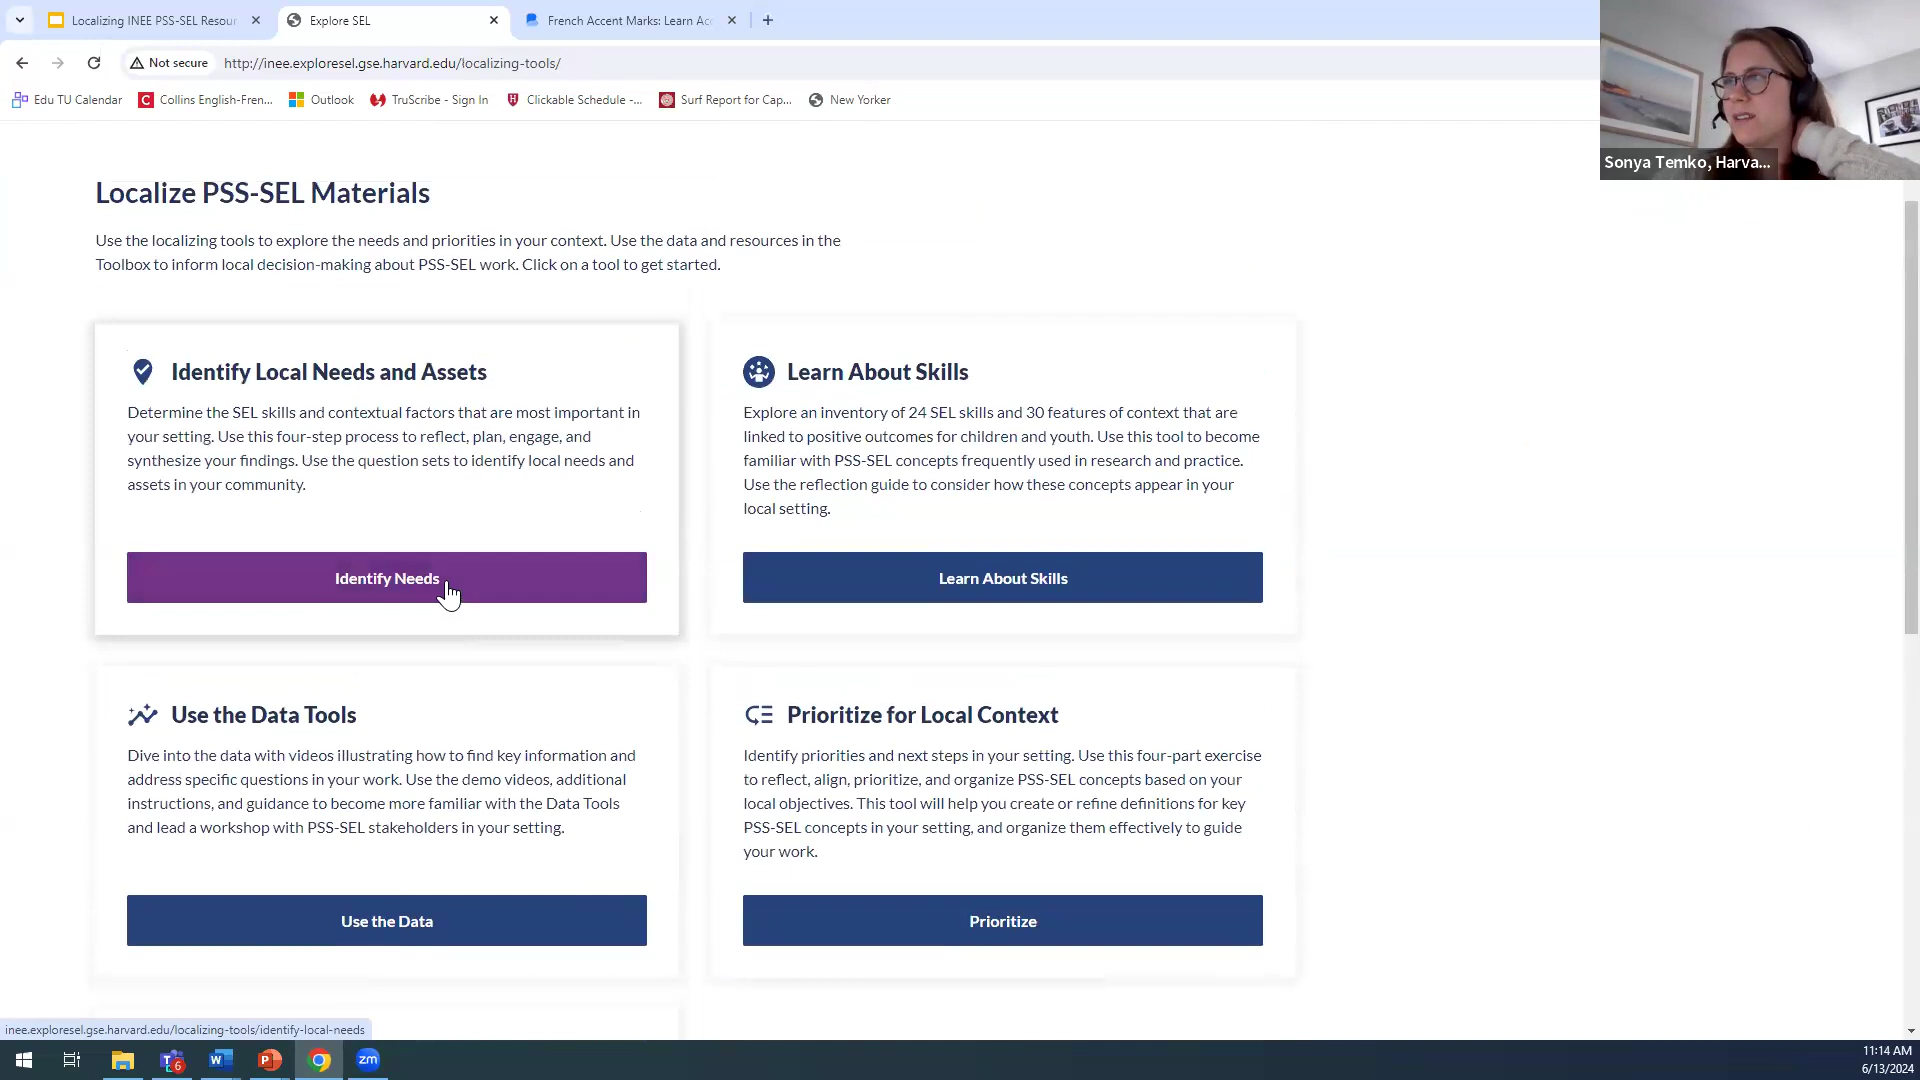 Localizing INEE PSS-SEL Resour
Explore SEL
French Accent Marks: Learn Acc
Not secure
http://inee.exploresel.gse.harvard.edu/localizing-tools/
Edu TU Calendar
Collins English-Fren...
Outlook
TruScribe - Sign In
Clickable Schedule -...
Surf Report for Cap...
New Yorker
Sonya Temko, Harva...
Localize PSS-SEL Materials
Use the localizing tools to explore the needs and priorities in your context. Use the data and resources in the
Toolbox to inform local decision-making about PSS-SEL work. Click on a tool to get started.
Identify Local Needs and Assets
Determine the SEL skills and contextual factors that are most important in
your setting. Use this four-step process to reflect, plan, engage, and
synthesize your findings. Use the question sets to identify local needs and
assets in your community.
Identify Needs
Learn About Skills
Explore an inventory of 24 SEL skills and 30 features of context that are
linked to positive outcomes for children and youth. Use this tool to become
familiar with PSS-SEL concepts frequently used in research and practice.
Use the reflection guide to consider how these concepts appear in your
local setting.
Learn About Skills
Use the Data Tools
Dive into the data with videos illustrating how to find key information and
address specific questions in your work. Use the demo videos, additional
instructions, and guidance to become more familiar with the Data Tools
and lead a workshop with PSS-SEL stakeholders in your setting.
Use the Data
Prioritize for Local Context
Identify priorities and next steps in your setting. Use this four-part exercise
to reflect, align, prioritize, and organize PSS-SEL concepts based on your
local objectives. This tool will help you create or refine definitions for key
PSS-SEL concepts in your setting, and organize them effectively to guide
your work.
Prioritize
inee.exploresel.gse.harvard.edu/localizing-tools/identify-local-needs
6
zm
11:14 AM
6/13/2024